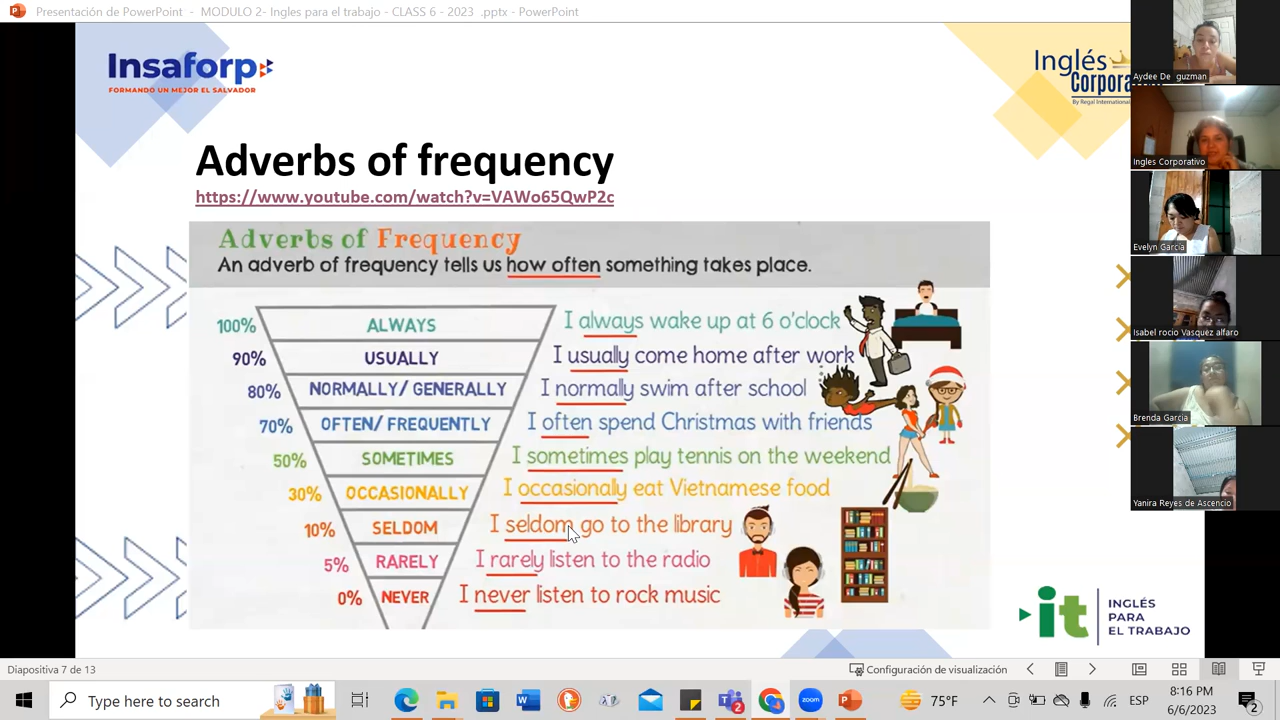 Presentación de PowerPoint - MODULO 2- Ingles para el trabajo - CLASS 6 - 2023 .pptx - PowerPoint
Insaforp
FORMANDO UN MEJOR EL SALVADOR
Inglés
By Regal International
Adverbs of frequency
https://www.youtube.com/watch?v=VAWo65QwP2c
Adverbs of Frequency
An adverb of frequency tells us how often something takes place.
100% ALWAYS I always wake up at 6 o'clock
90% USUALLY I usually come home after work
80% NORMALLY/ GENERALLY I normally swim after school
70% OFTEN/ FREQUENTLY I often spend Christmas with friends
50% SOMETIMES I sometimes play tennis on the weekend
30% OCCASIONALLY I occasionally eat Vietnamese food
10% SELDOM I seldom go to the library
5% RARELY I rarely listen to the radio
0% NEVER I never listen to rock music
it INGLÉS
PARA
EL TRABAJO
Aydee De guzman
Ingles Corporativo
Evelyn Garcia
Isabel rocio Vasquez alfaro
Brenda Garcia
Yanira Reyes de Ascencio
Diapositiva 7 de 13
Configuración de visualización
Type here to search
75°F
ESP
8:16 PM
6/6/2023
2
2